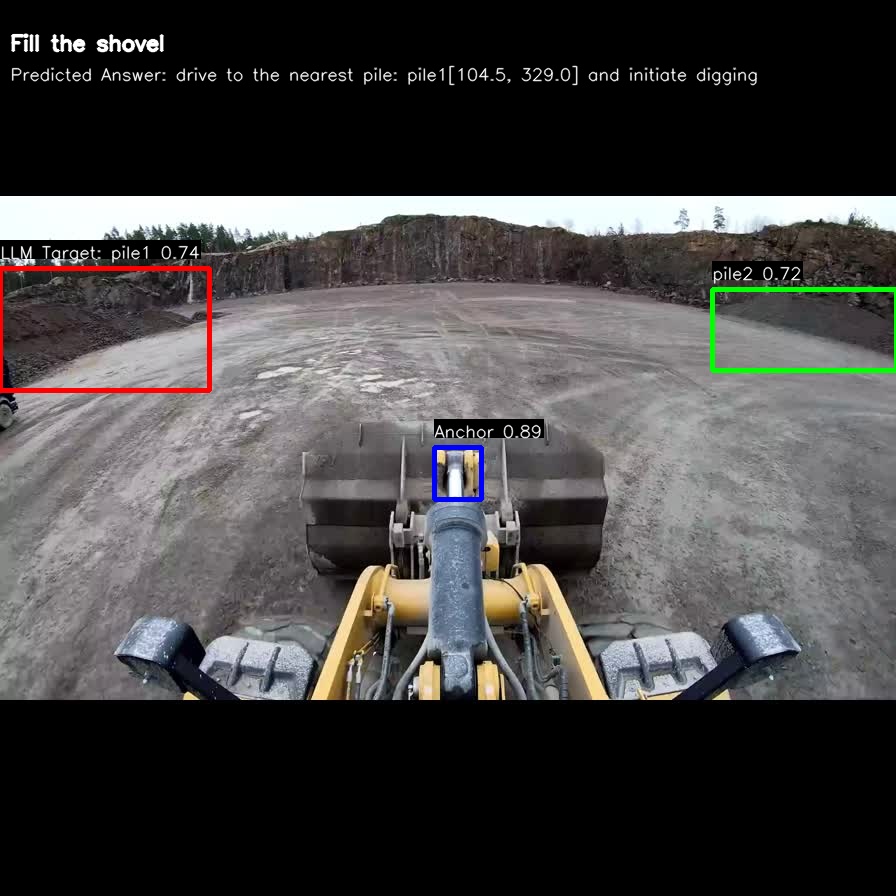 Fill the shovel
Predicted Answer: drive to the nearest pile: pile1[104.5, 329.0] and initiate digging
LLM Target: pile1 0.74
pile2 0.72
Anchor 0.89